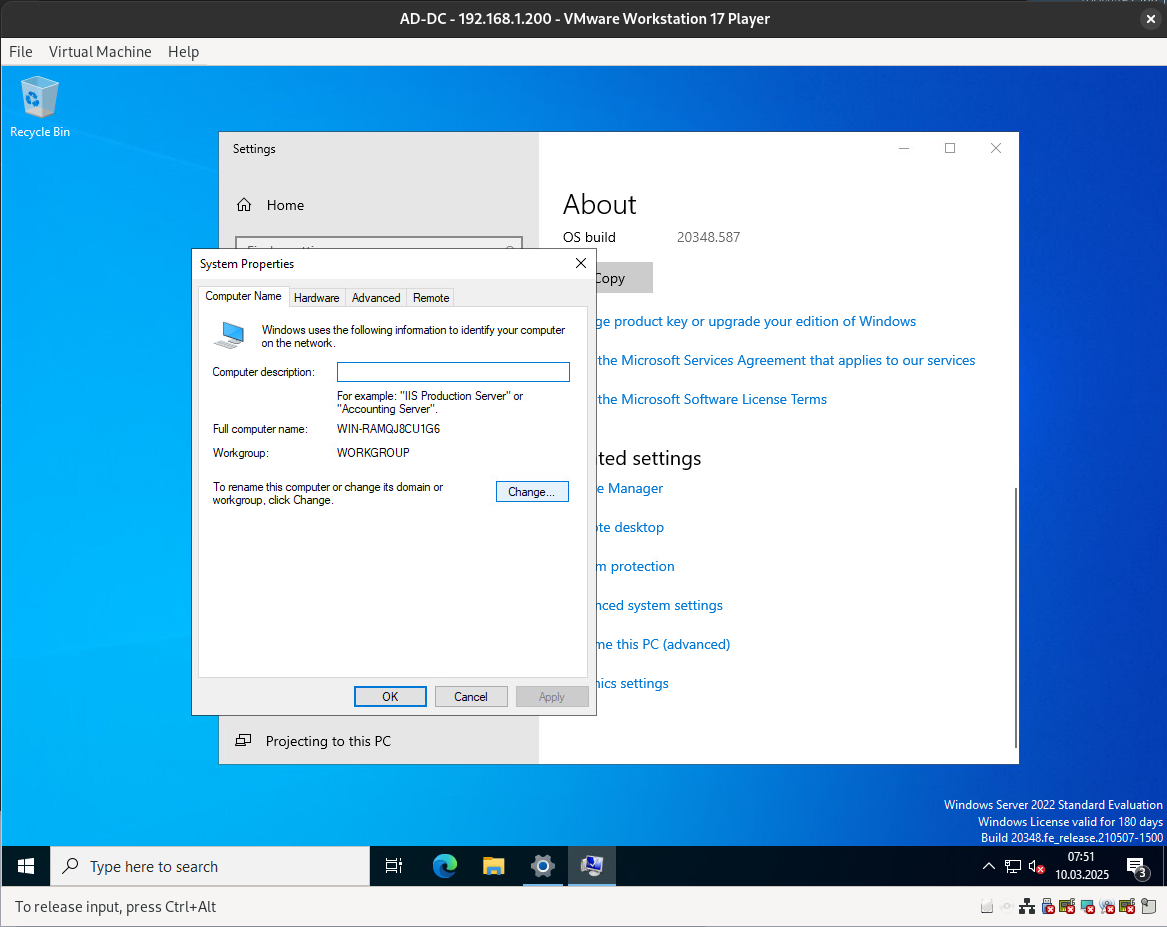 AD-DC - 192.168.1.200 - VMware Workstation 17 Player
File Virtual Machine Help
Recycle Bin
Settings
Home
About
OS build 20348.587
Copy
System Properties
Computer Name Hardware Advanced Remote
Windows uses the following information to identify your computer
on the network.
Computer description:
For example: "IIS Production Server" or
"Accounting Server".
Full computer name: WIN-RAMQJ8CU1G6
Workgroup: WORKGROUP
To rename this computer or change its domain or
workgroup, click Change.
Change...
OK Cancel Apply
ge product key or upgrade your edition of Windows
the Microsoft Services Agreement that applies to our services
the Microsoft Software License Terms
ted settings
e Manager
te desktop
m protection
nced system settings
me this PC (advanced)
ics settings
Projecting to this PC
Windows Server 2022 Standard Evaluation
Windows License valid for 180 days
Build 20348.fe_release.210507-1500
Type here to search
07:51
10.03.2025
3
To release input, press Ctrl+Alt